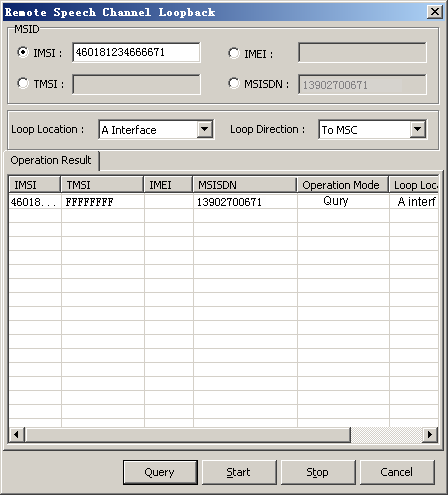 Remote Speech Channel Loopback
MSID
IMSI : 460181234666671 IMEI :
TMSI : MSISDN : 13902700671
Loop Location : A Interface Loop Direction : To MSC
Operation Result
IMSI TMSI IMEI MSISDN Operation Mode Loop Loca
46018... FFFFFFFF 13902700671 Qury A interf
Query Start Stop Cancel